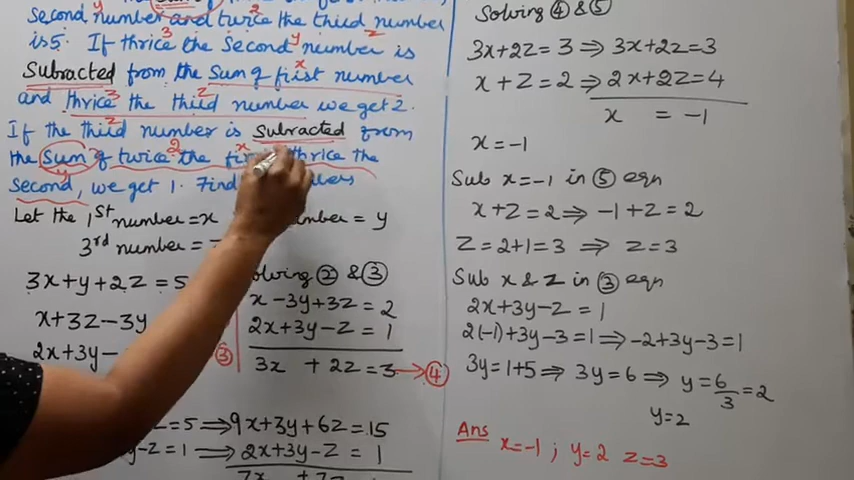 second number and twice the third number
is 5. If thrice the Second number is
Subracted from the Sum of first number
and thrice the third number we get 2.
If the third number is Subracted from
the Sum of twice the thrice the
Second, we get 1. Find
Let the 1st number = x number = y
3rd number =
3x + y + 2z = 5
x + 3z - 3y
2x + 3y -
Solving ② & ③
x - 3y + 3z = 2
2x + 3y - z = 1
3x + 2z = 3 → ④
③
= 5 ⇒ 9x + 3y + 6z = 15
y - z = 1 ⇒ 2x + 3y - z = 1
7x + 7z
Solving ④ & ⑤
3x + 2z = 3 ⇒ 3x + 2z = 3
x + z = 2 ⇒ 2x + 2z = 4
x = -1
x = -1
Sub x = -1 in ⑤ eqn
x + z = 2 ⇒ -1 + z = 2
z = 2 + 1 = 3 ⇒ z = 3
Sub x & z in ③ eqn
2x + 3y - z = 1
2(-1) + 3y - 3 = 1 ⇒ -2 + 3y - 3 = 1
3y = 1 + 5 ⇒ 3y = 6 ⇒ y = 6/3 = 2
y = 2
Ans x = -1 ; y = 2 z = 3